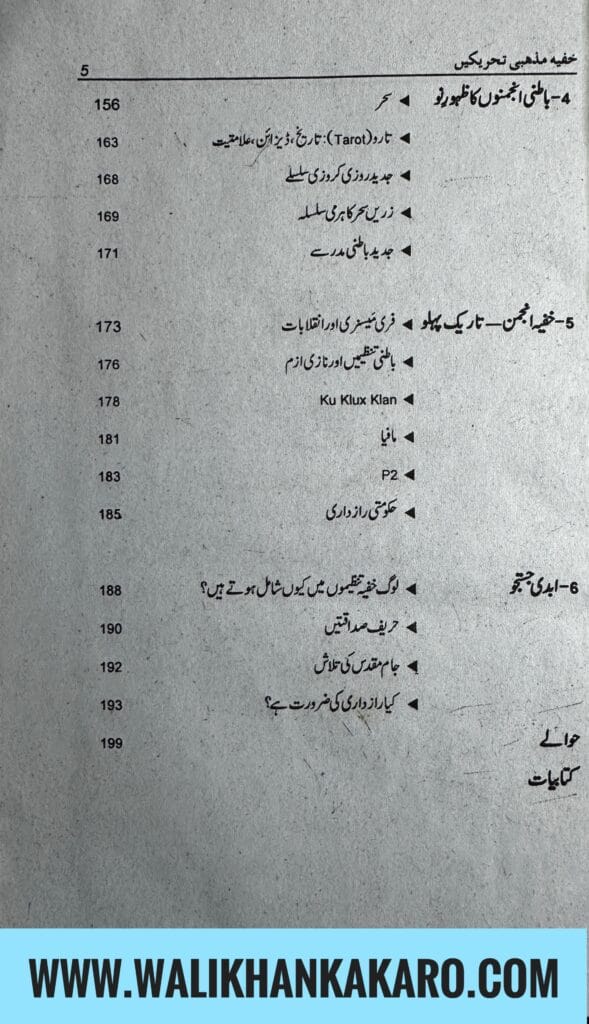 خفیہ مذہبی تحریکیں 5
4- باطنی انجمنوں کا ظہورِ نو ◄ سحر 156
◄ تارو (Tarot): تاریخ، ڈیزائن، علامتیت 163
◄ جدید روزی کروزی سلسلے 168
◄ زریں سحر کا ہرمی سلسلہ 169
◄ جدید باطنی مدرسے 171
5- خفیہ انجمن — تاریک پہلو ◄ فری میسنری اور انقلابات 173
◄ باطنی تنظیمیں اور نازی ازم 176
◄ Ku Klux Klan 178
◄ مافیا 181
◄ P2 183
◄ حکومتی رازداری 185
6- ابدی جستجو ◄ لوگ خفیہ تنظیموں میں کیوں شامل ہوتے ہیں؟ 188
◄ حریف صداقتیں 190
◄ جام مقدس کی تلاش 192
◄ کیا رازداری کی ضرورت ہے؟ 193
حوالے 199
کتابیات
WWW.WALIKHANKAKARO.COM